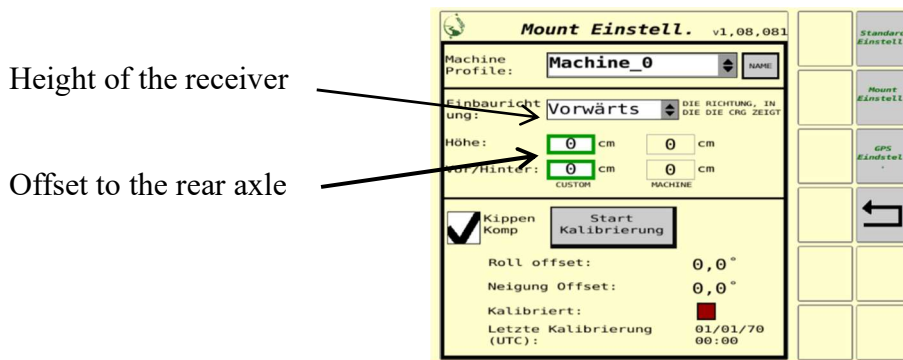 Height of the receiver
Offset to the rear axle
Mount Einstell. v1,08,081
Machine
Profile:
Machine_0
NAME
Einbauricht
ung:
Vorwärts
DIE RICHTUNG, IN
DIE DIE CRG ZEIGT
Höhe: 0 cm 0 cm
Vor/Hinter: 0 cm 0 cm
CUSTOM MACHINE
Kippen
Komp
Start
Kalibrierung
Roll offset: 0,0°
Neigung Offset: 0,0°
Kalibriert:
Letzte Kalibrierung 01/01/70
(UTC): 00:00
Standard
Einstell
Mount
Einstell
GPS
Eindstell
.